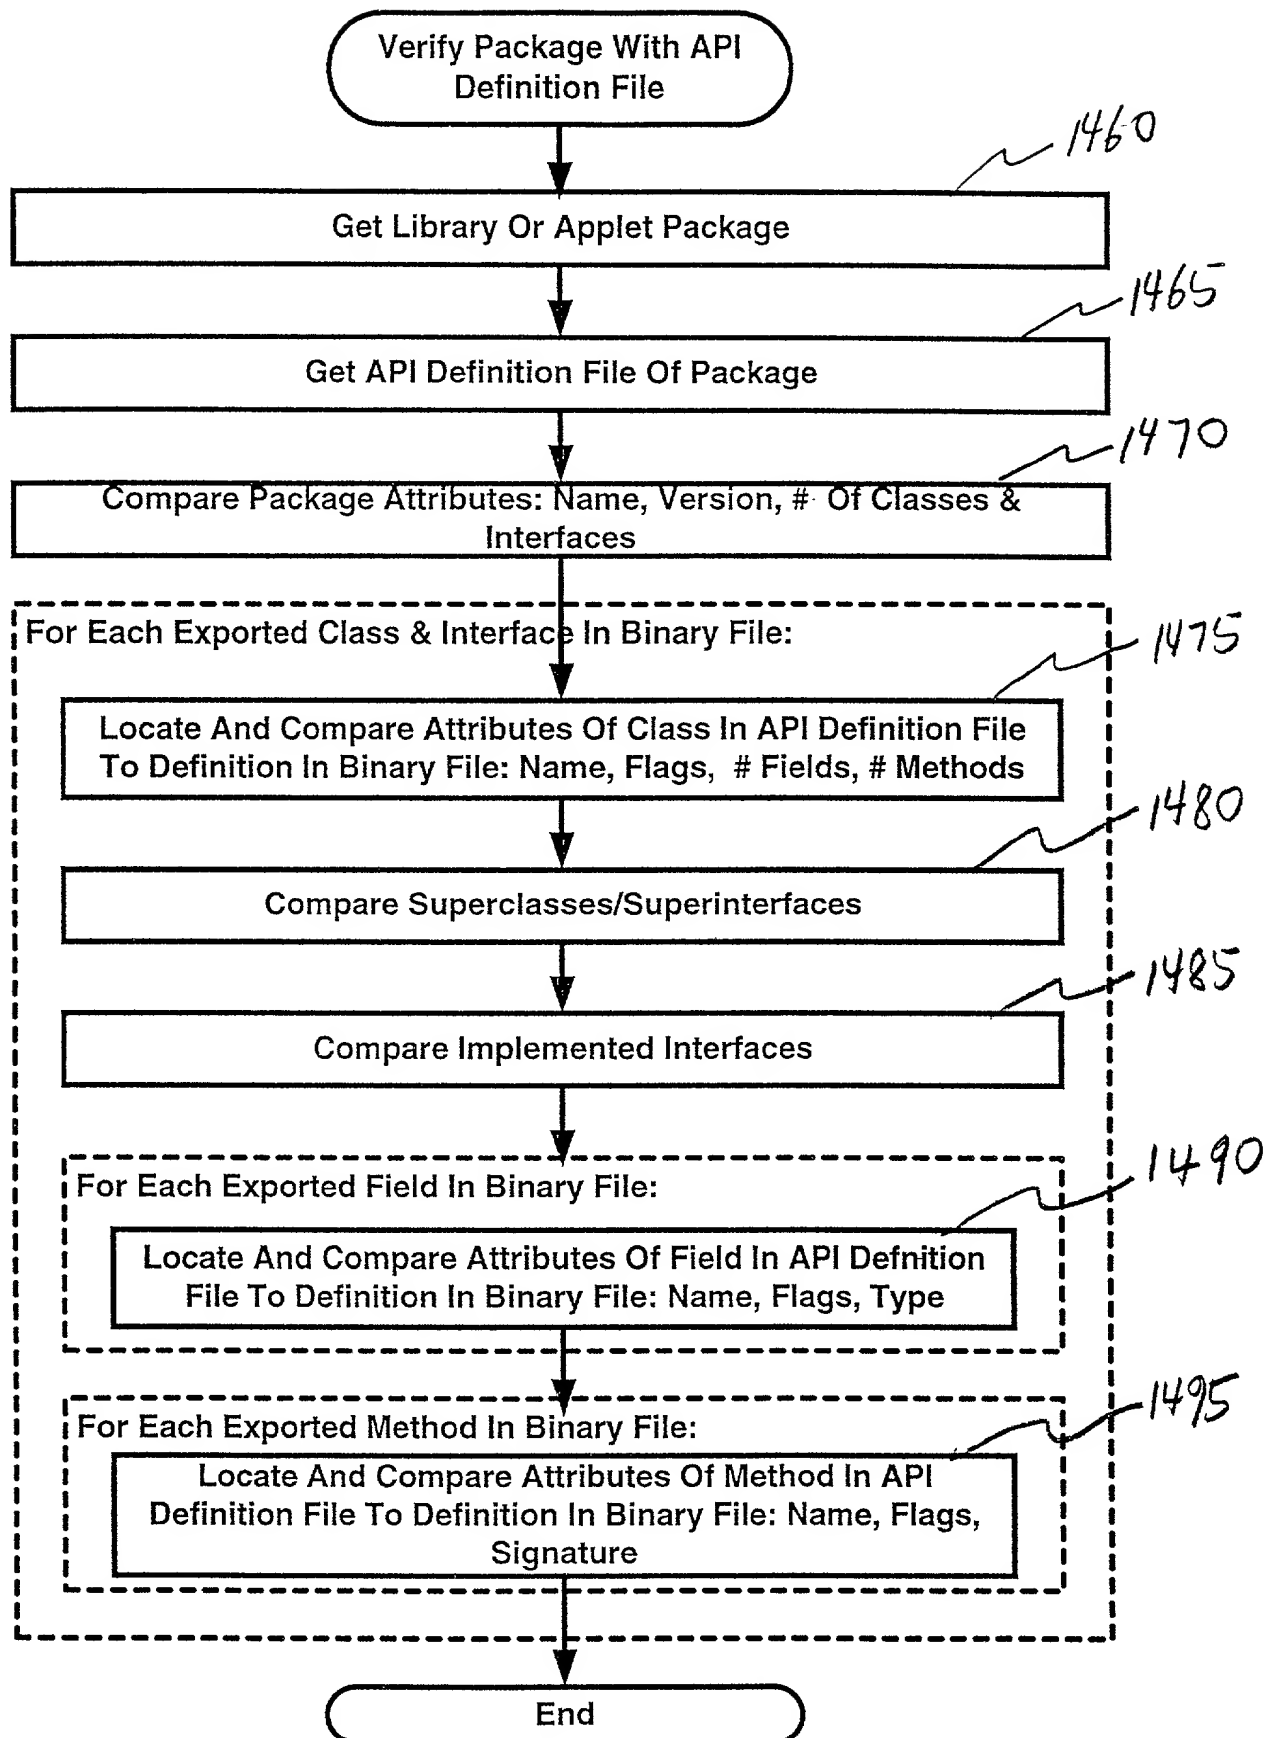 Verify Package With API
Definition File
1460
Get Library Or Applet Package
1465
Get API Definition File Of Package
1470
Compare Package Attributes: Name, Version, # Of Classes &
Interfaces
For Each Exported Class & Interface In Binary File:
1475
Locate And Compare Attributes Of Class In API Definition File
To Definition In Binary File: Name, Flags, # Fields, # Methods
1480
Compare Superclasses/Superinterfaces
1485
Compare Implemented Interfaces
1490
For Each Exported Field In Binary File:
Locate And Compare Attributes Of Field In API Defnition
File To Definition In Binary File: Name, Flags, Type
1495
For Each Exported Method In Binary File:
Locate And Compare Attributes Of Method In API
Definition File To Definition In Binary File: Name, Flags,
Signature
End